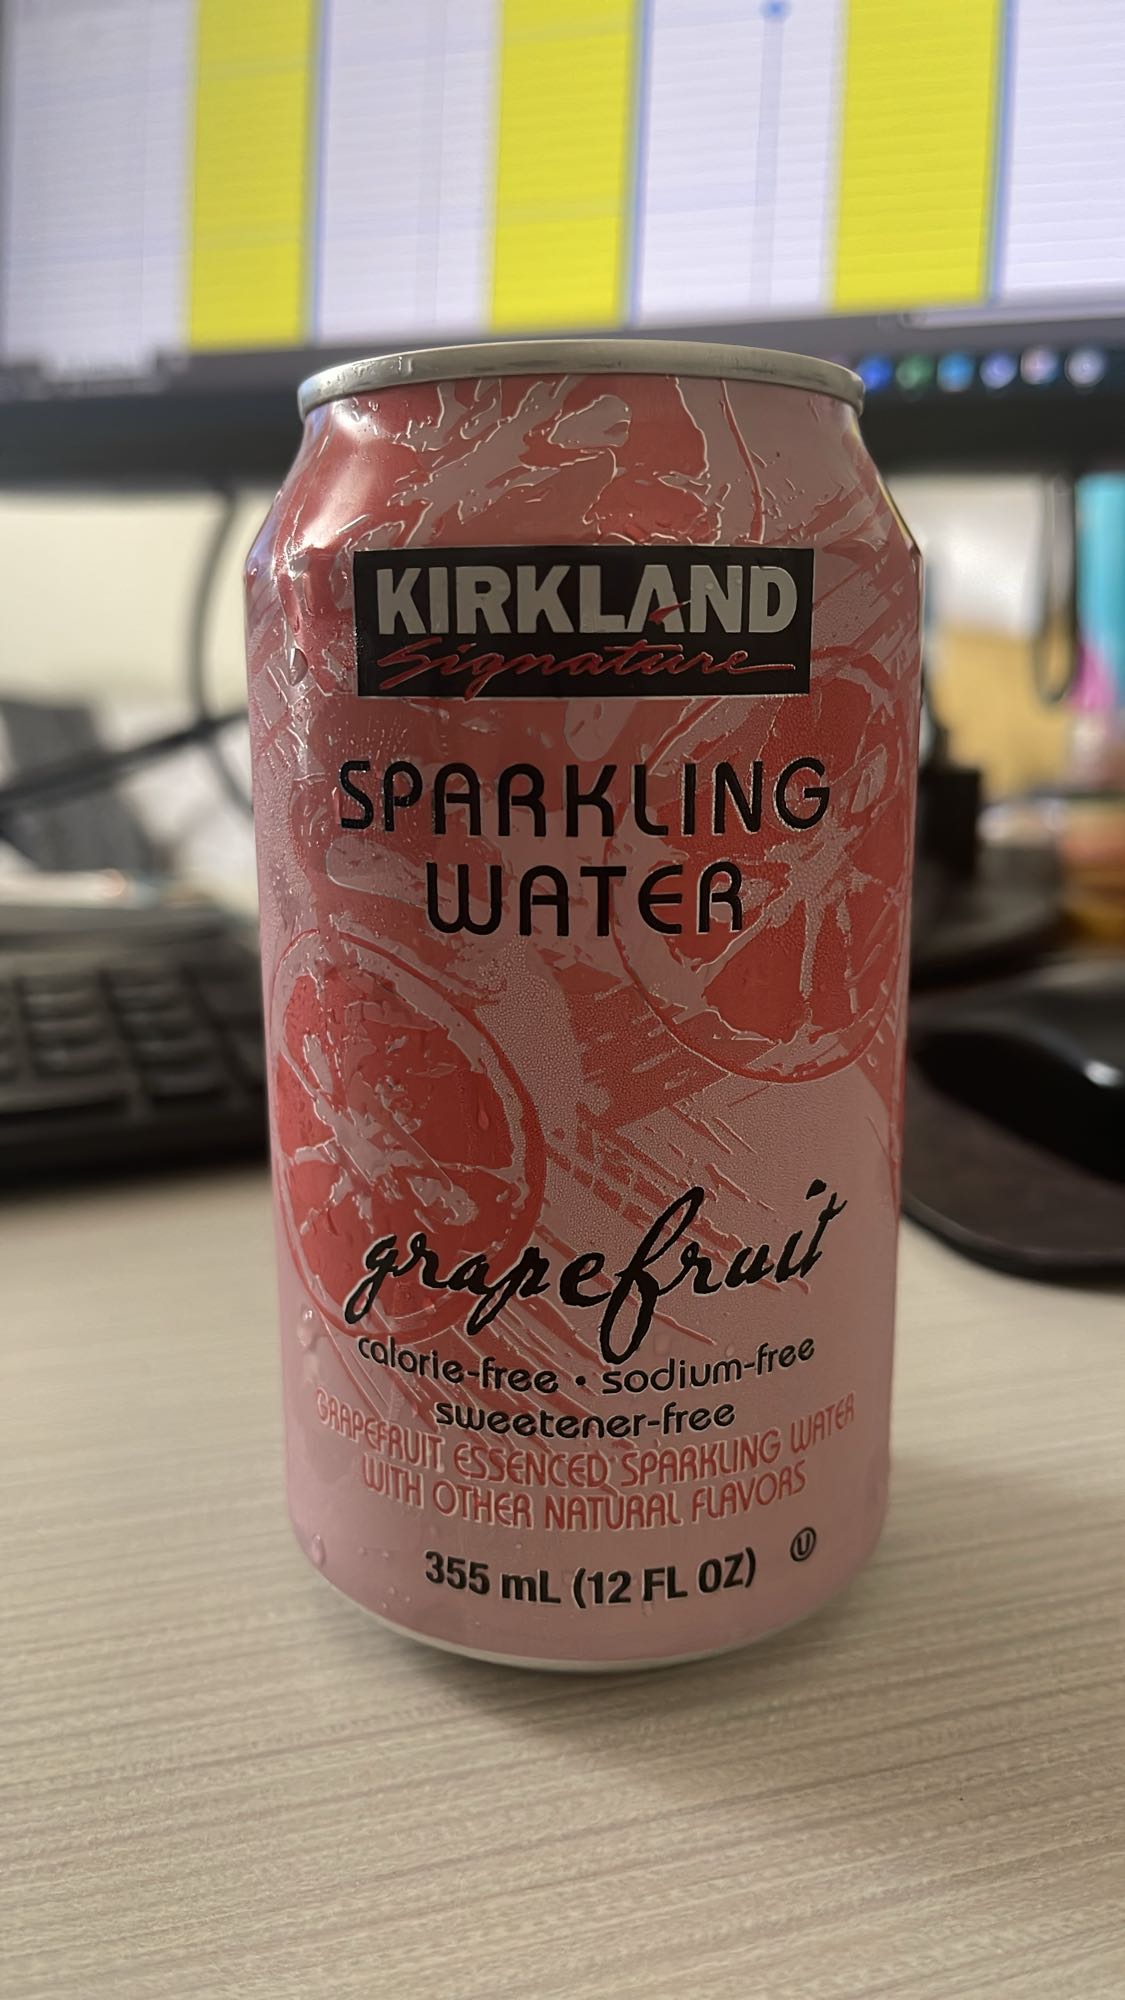 KIRKLAND
Signature
SPARKLING
WATER
grapefruit
calorie-free • sodium-free
sweetener-free
GRAPEFRUIT ESSENCED SPARKLING WATER
WITH OTHER NATURAL FLAVORS
355 mL (12 FL OZ) Ⓤ